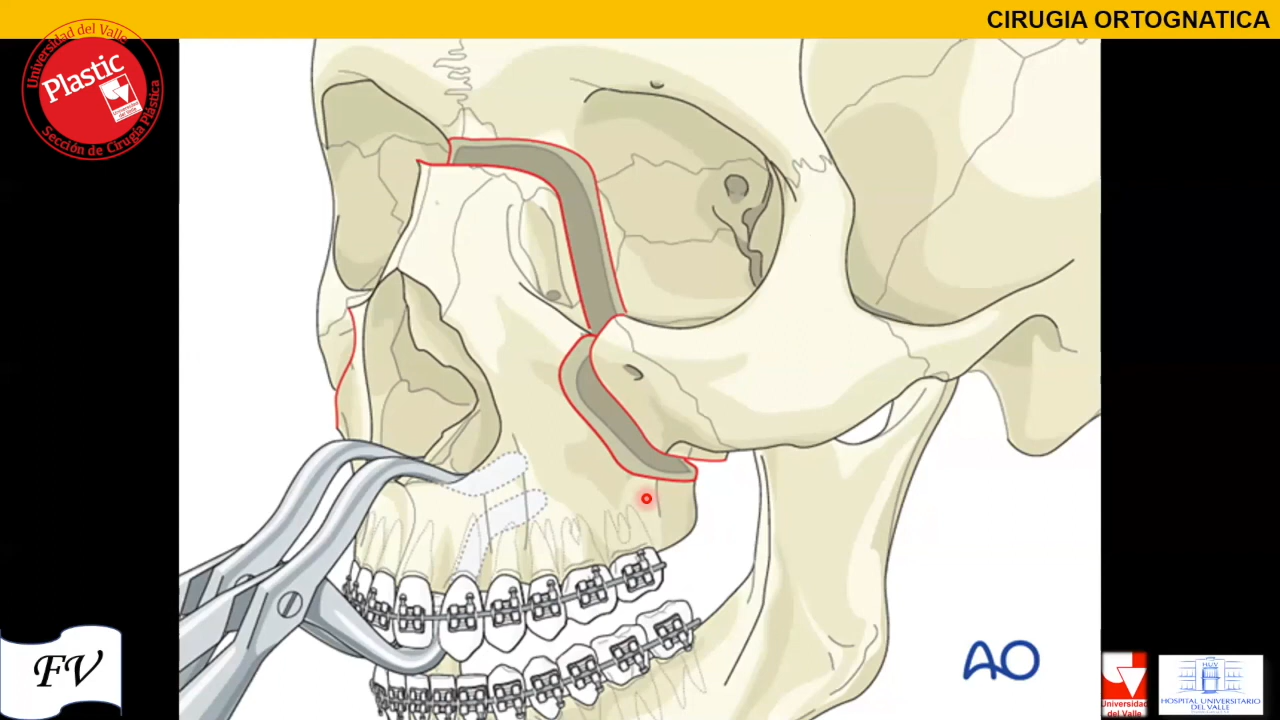 CIRUGIA ORTOGNATICA
Universidad del Valle
Plastic
Sección de Cirugía Plástica
AO
FV
Universidad
del Valle
HUV
HOSPITAL UNIVERSITARIO
DEL VALLE